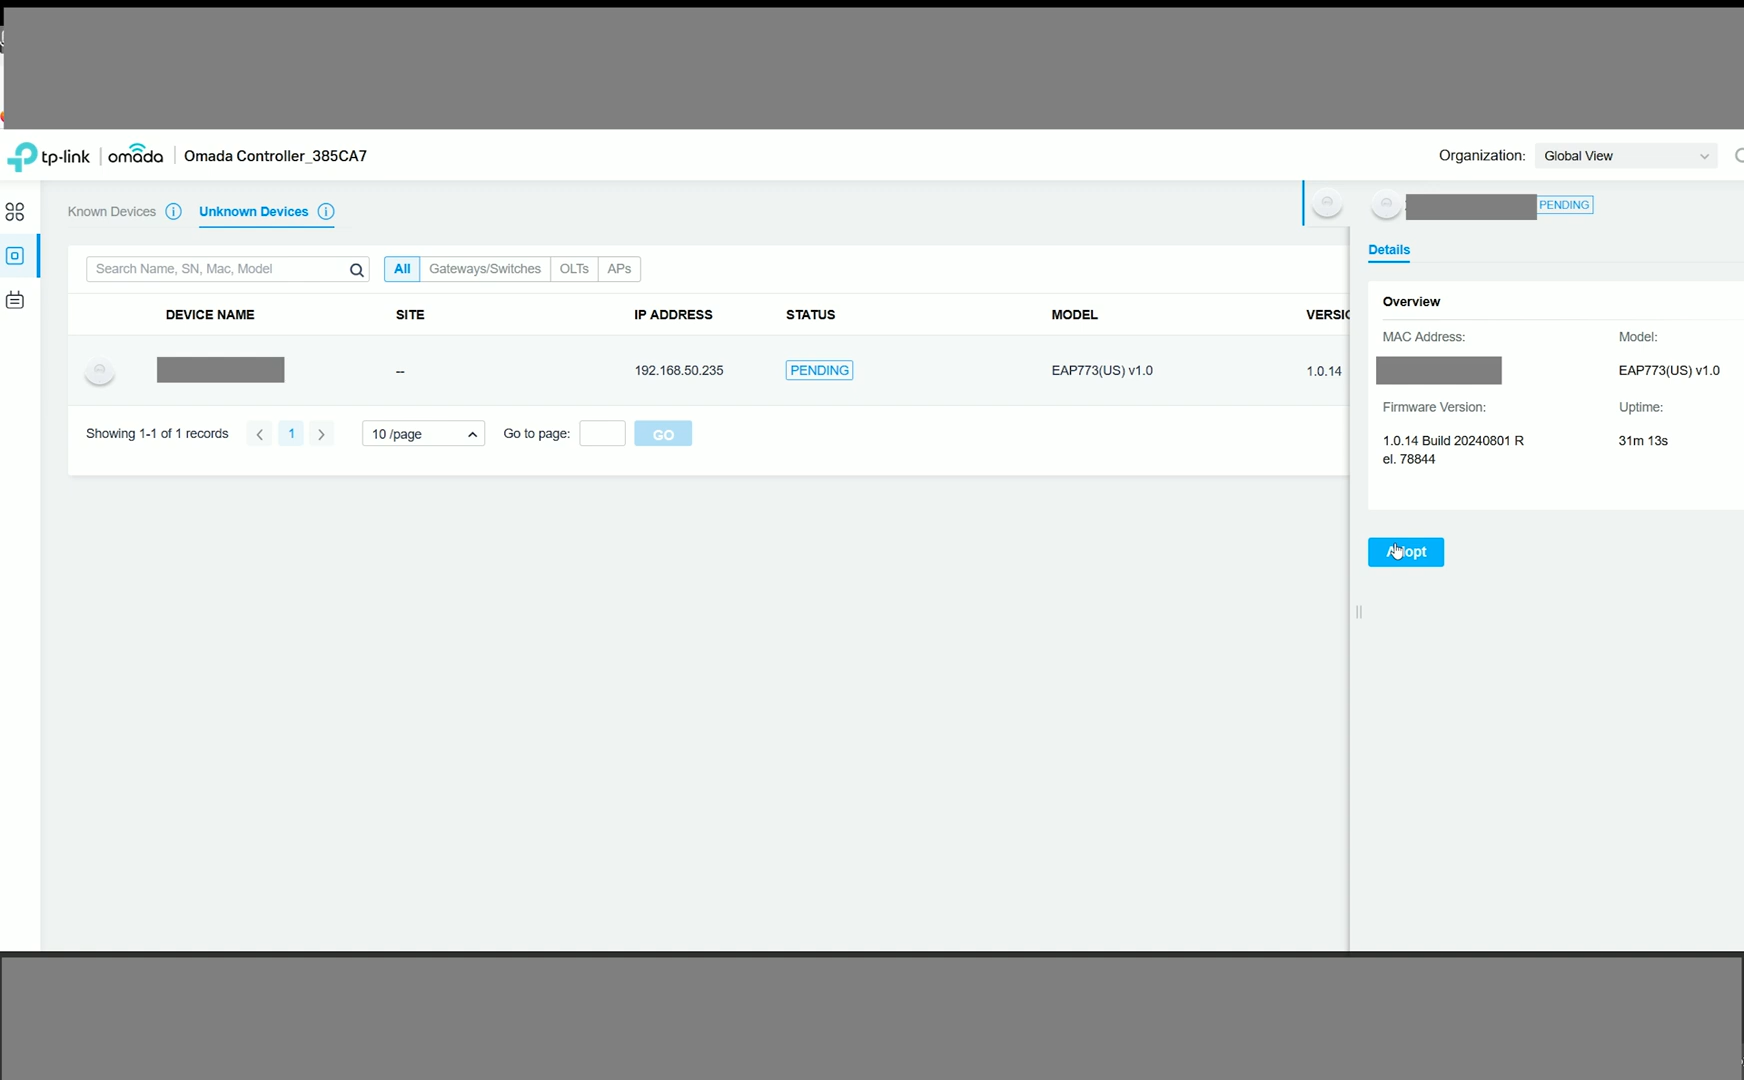 tp-link | omada | Omada Controller_385CA7
Organization: Global View
Known Devices Unknown Devices
PENDING
Details
Search Name, SN, Mac, Model
All Gateways/Switches OLTs APs
DEVICE NAME SITE IP ADDRESS STATUS MODEL VERSIO
-- 192.168.50.235 PENDING EAP773(US) v1.0 1.0.14
Showing 1-1 of 1 records < 1 > 10 /page Go to page: GO
Overview
MAC Address: Model:
EAP773(US) v1.0
Firmware Version: Uptime:
1.0.14 Build 20240801 R 31m 13s
el. 78844
Adopt